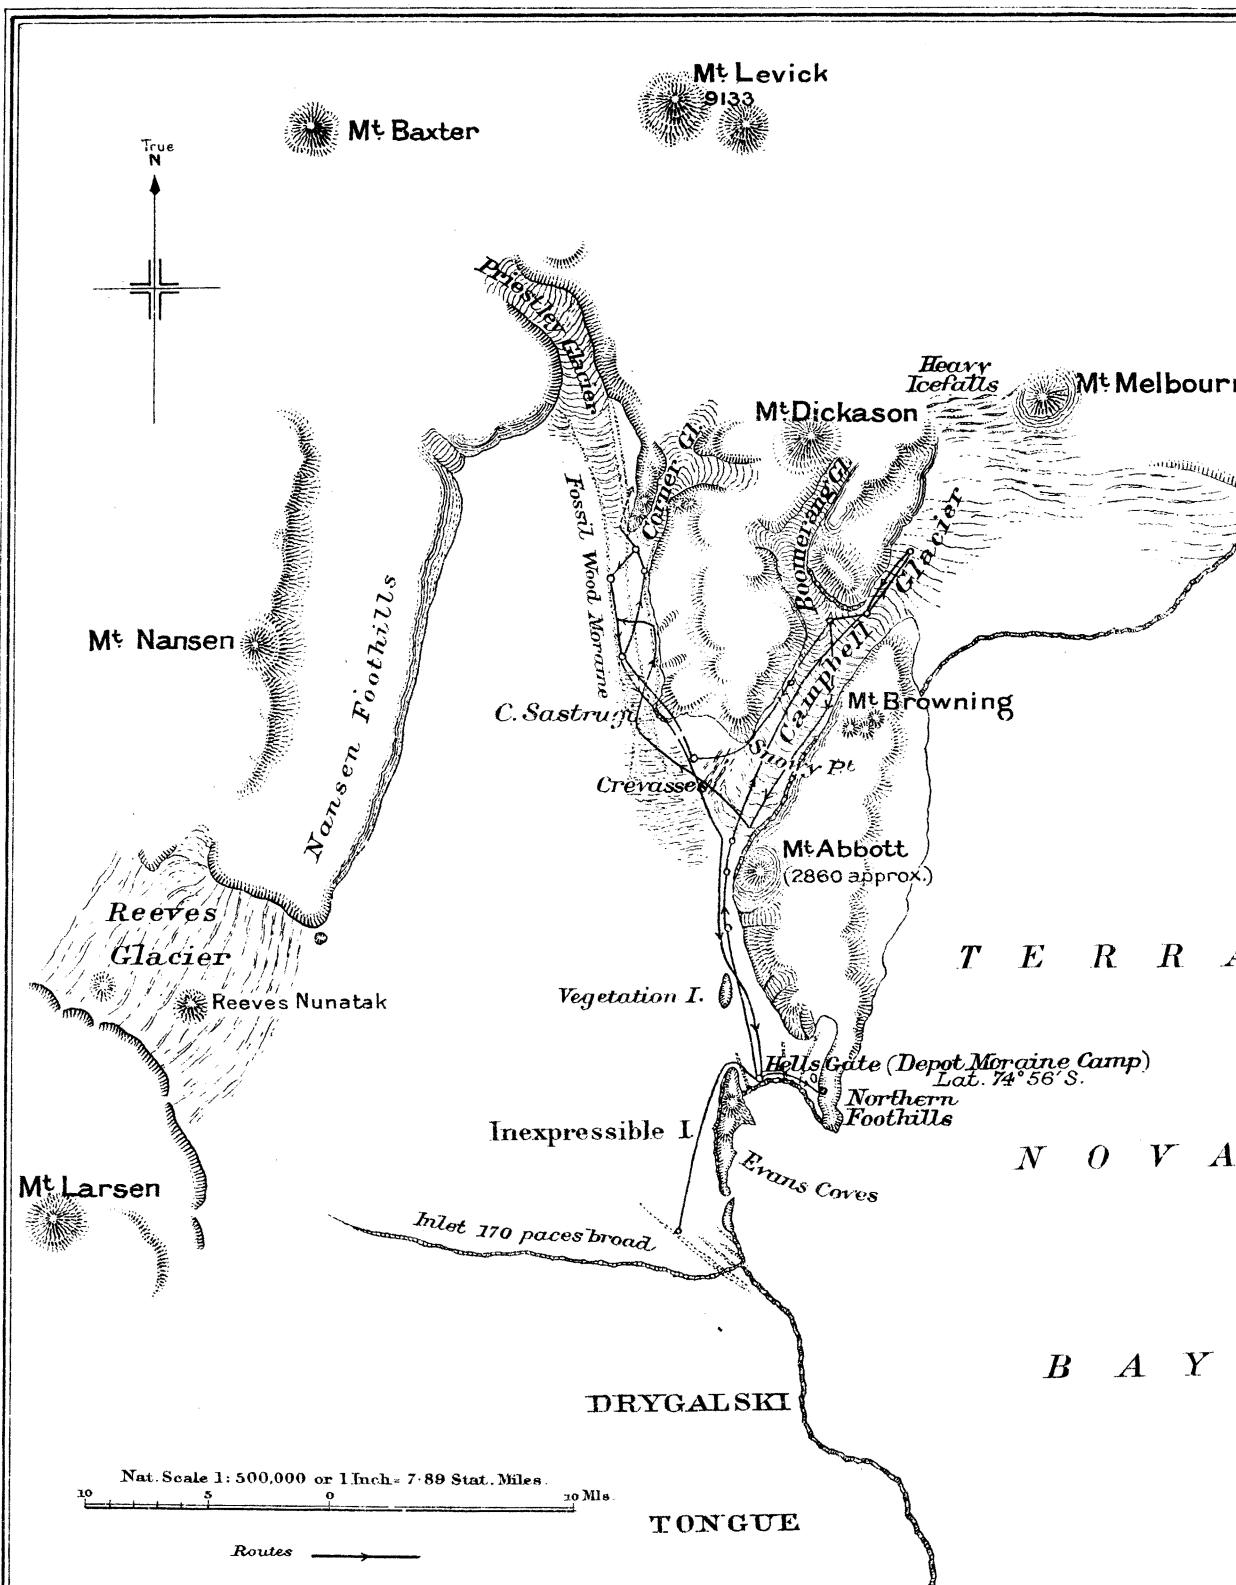 Mt. Levick
9133
Mt. Baxter
True
N
Priestley Glacier
Heavy
Icefalls
Mt. Melbourn
Mt. Dickason
Corner Gl.
Boomerang Gl.
Fossil Wood Moraine
Campbell Glacier
Mt. Nansen
Nansen Foothills
C. Sastrugi
Mt. Browning
Snowy Pt
Crevasses
Mt. Abbott
(2860 approx.)
Reeves
Glacier
Reeves Nunatak
TERRA
Vegetation I.
Hells Gate (Depot Moraine Camp)
Lat. 74° 56′ S.
Northern
Foothills
Inexpressible I.
NOVA
Evans Coves
Mt. Larsen
Inlet 170 paces broad
BAY
DRYGALSKI
Nat. Scale 1: 500,000 or 1 Inch = 7·89 Stat. Miles.
10 5 0 10 Mls.
TONGUE
Routes